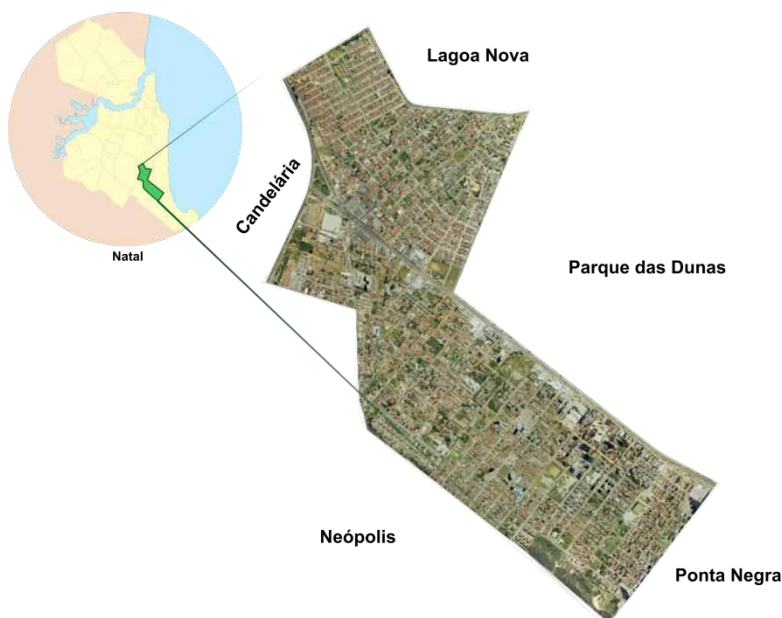 Lagoa Nova
Candelária
Natal
Parque das Dunas
Neópolis
Ponta Negra